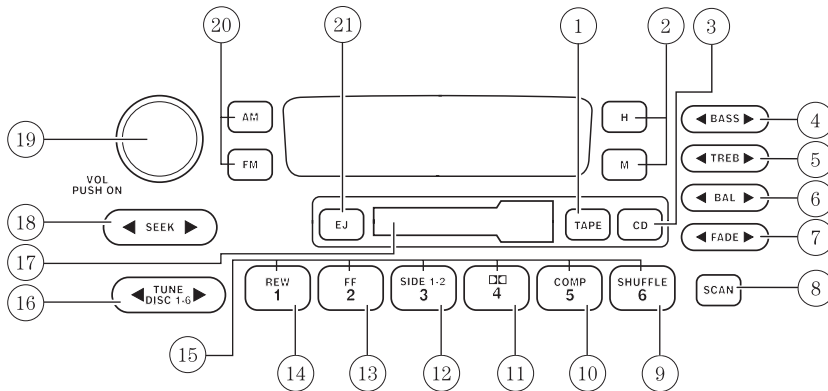 20
21
1
2
3
AM
H
19
◀ BASS ▶
4
FM
M
◀ TREB ▶
5
VOL
PUSH ON
◀ BAL ▶
6
18
◀ SEEK ▶
EJ
TAPE
CD
◀ FADE ▶
7
17
16
◀ TUNE ▶
DISC 1-6
REW
1
FF
2
SIDE 1-2
3
4
COMP
5
SHUFFLE
6
SCAN
8
15
14
13
12
11
10
9